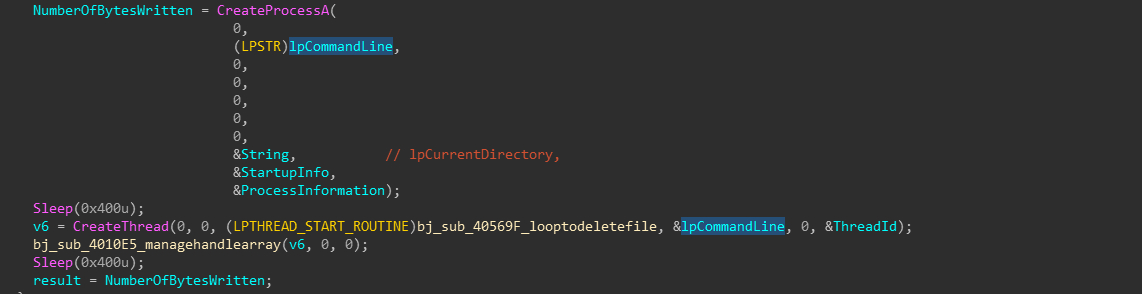 NumberOfBytesWritten = CreateProcessA(
0,
(LPSTR)lpCommandLine,
0,
0,
0,
0,
0,
&String,          // lpCurrentDirectory,
&StartupInfo,
&ProcessInformation);
Sleep(0x400u);
v6 = CreateThread(0, 0, (LPTHREAD_START_ROUTINE)bj_sub_40569F_looptodeletefile, &lpCommandLine, 0, &ThreadId);
bj_sub_4010E5_managehandlearray(v6, 0, 0);
Sleep(0x400u);
result = NumberOfBytesWritten;